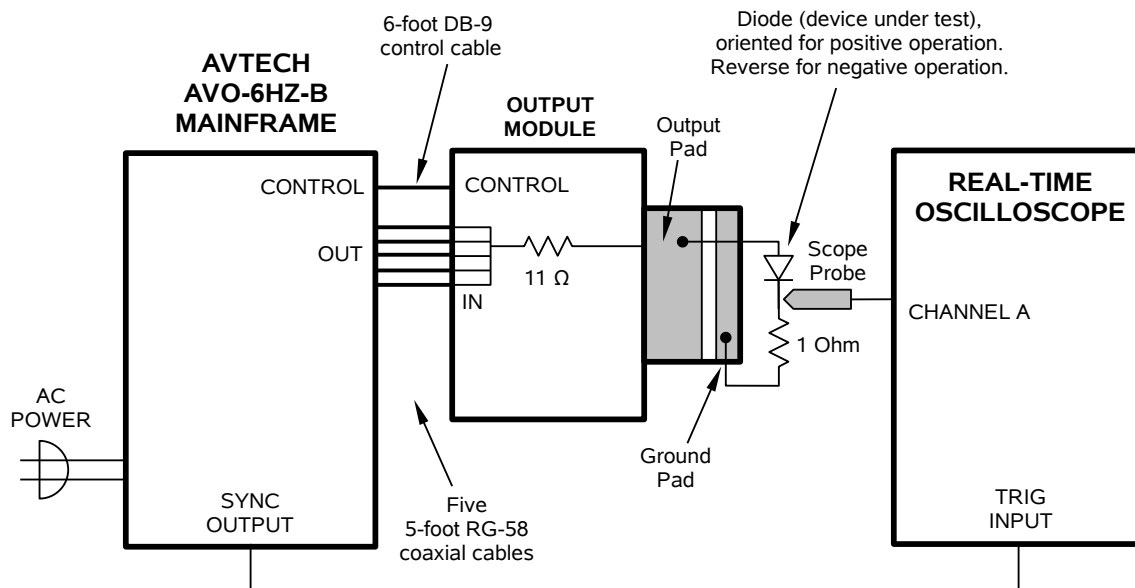 6-foot DB-9
control cable
Diode (device under test),
oriented for positive operation.
Reverse for negative operation.
AVTECH
AVO-6HZ-B
MAINFRAME
OUTPUT
MODULE
Output
Pad
REAL-TIME
OSCILLOSCOPE
CONTROL
CONTROL
OUT
11 Ω
IN
Scope
Probe
CHANNEL A
1 Ohm
AC
POWER
Ground
Pad
SYNC
OUTPUT
Five
5-foot RG-58
coaxial cables
TRIG
INPUT